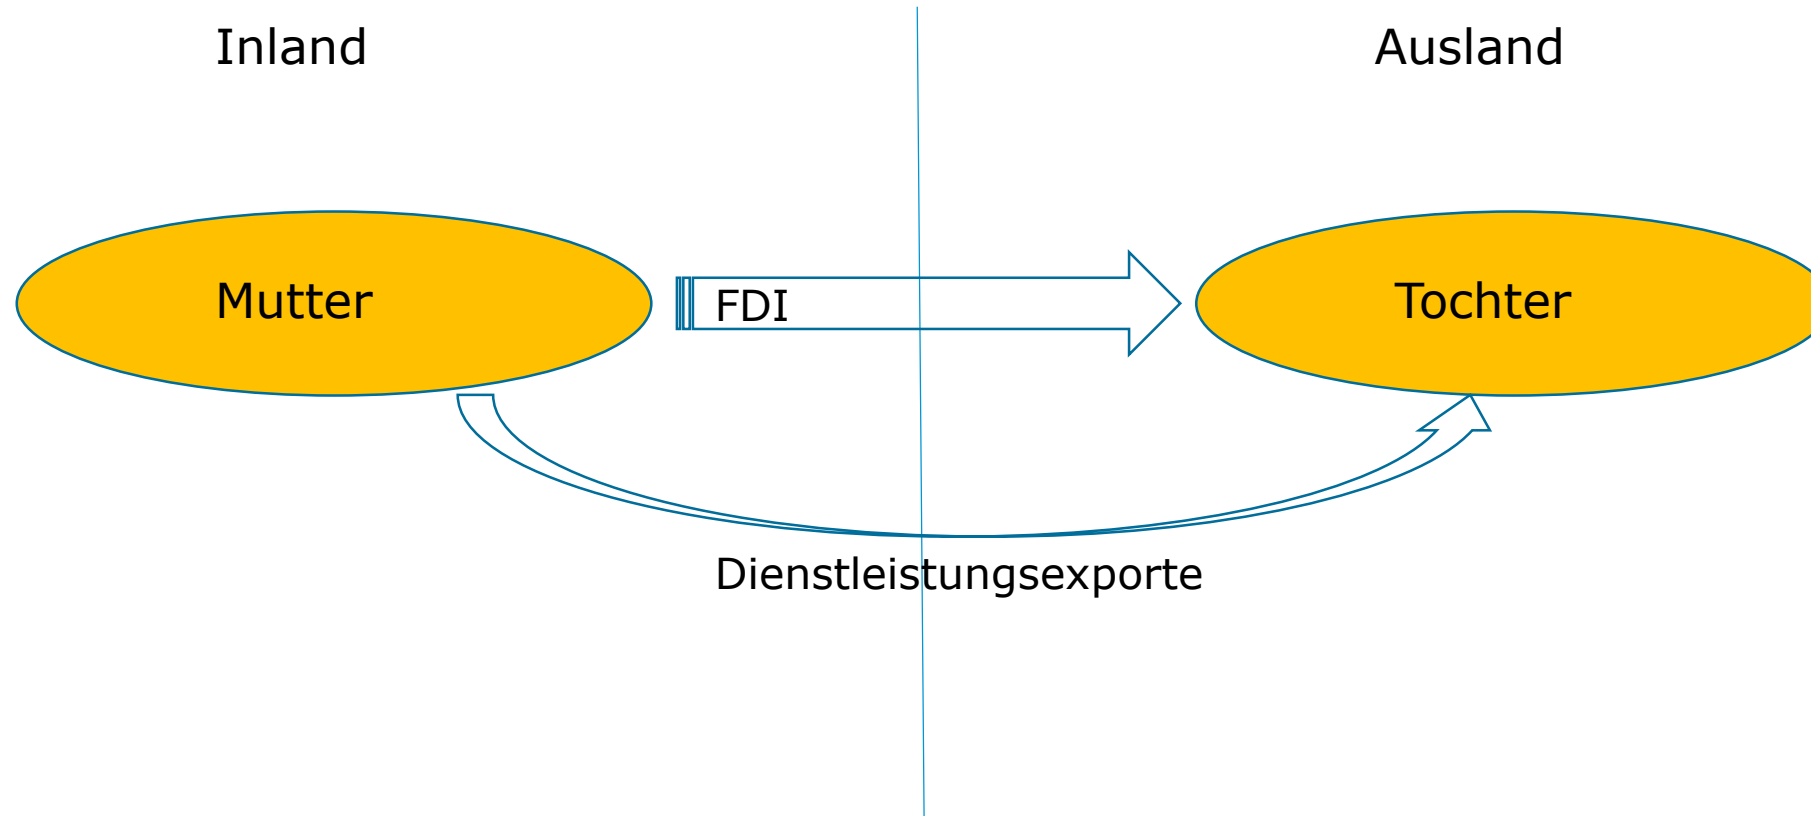 Inland
Ausland
Mutter
FDI
Tochter
Dienstleistungsexporte